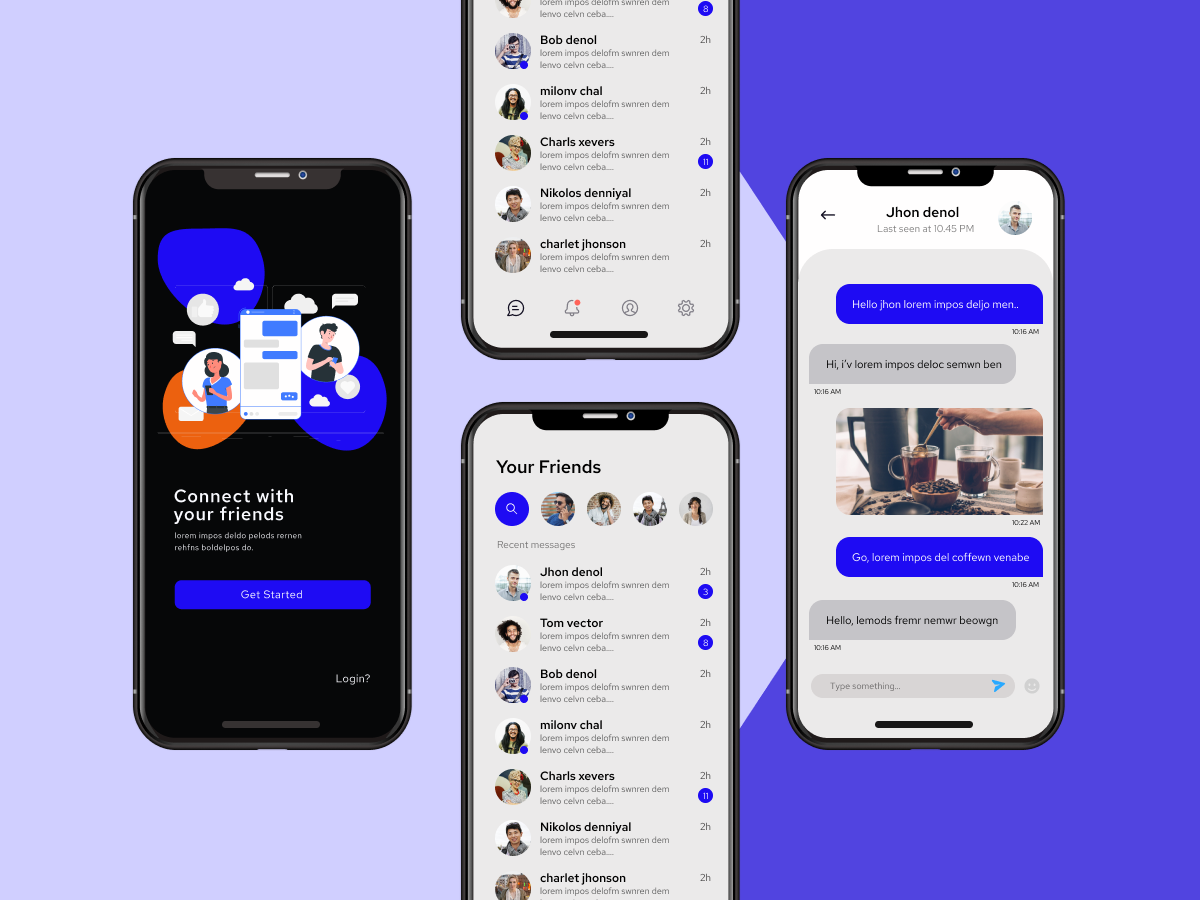 Connect with
your friends
lorem impos deldo pelods rernen
rehfns boldelpos do.
Get Started
Login?
lorem impos delofm swnren dem
lenvo celvn ceba....
8
Bob denol
2h
lorem impos delofm swnren dem
lenvo celvn ceba....
milonv chal
2h
lorem impos delofm swnren dem
lenvo celvn ceba....
Charls xevers
2h
lorem impos delofm swnren dem
11
lenvo celvn ceba....
Nikolos denniyal
2h
lorem impos delofm swnren dem
lenvo celvn ceba....
charlet jhonson
2h
lorem impos delofm swnren dem
lenvo celvn ceba....
Your Friends
Recent messages
Jhon denol
2h
lorem impos delofm swnren dem
3
lenvo celvn ceba....
Tom vector
2h
lorem impos delofm swnren dem
8
lenvo celvn ceba....
Bob denol
2h
lorem impos delofm swnren dem
lenvo celvn ceba....
milonv chal
2h
lorem impos delofm swnren dem
lenvo celvn ceba....
Charls xevers
2h
lorem impos delofm swnren dem
11
lenvo celvn ceba....
Nikolos denniyal
2h
lorem impos delofm swnren dem
lenvo celvn ceba....
charlet jhonson
2h
lorem impos delofm swnren dem
Jhon denol
Last seen at 10.45 PM
Hello jhon lorem impos deljo men..
10:16 AM
Hi, i'v lorem impos deloc semwn ben
10:16 AM
10:22 AM
Go, lorem impos del coffewn venabe
10:16 AM
Hello, lemods fremr nemwr beowgn
10:16 AM
Type something...